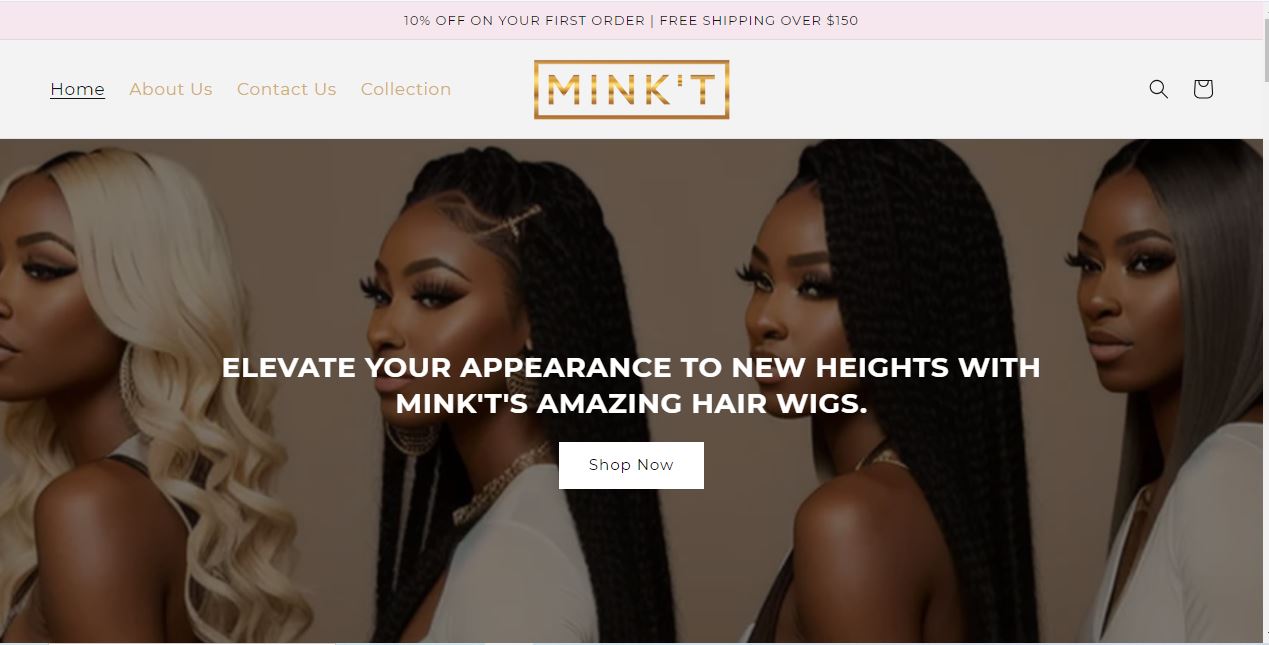 10% OFF ON YOUR FIRST ORDER | FREE SHIPPING OVER $150
Home About Us Contact Us Collection
MINK'T
ELEVATE YOUR APPEARANCE TO NEW HEIGHTS WITH
MINK'T'S AMAZING HAIR WIGS.
Shop Now